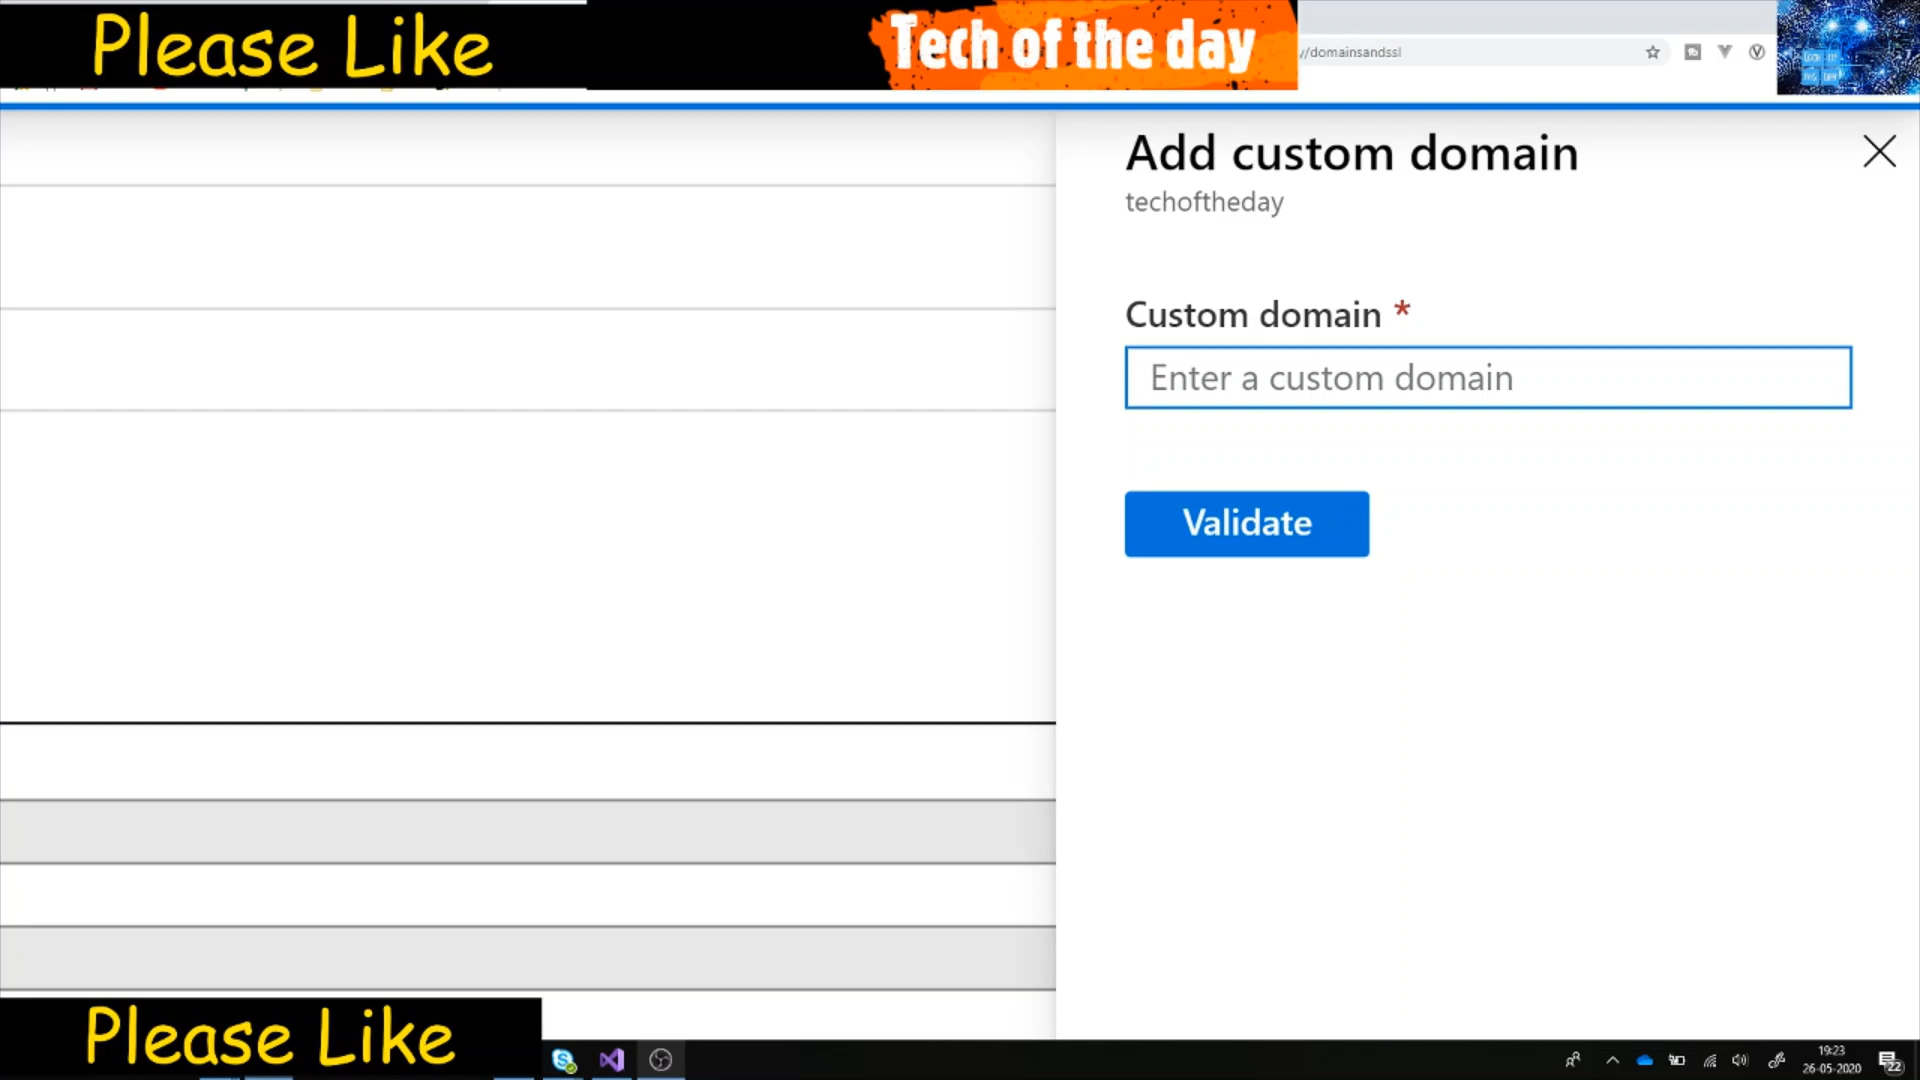 Please Like
Tech of the day
//domainsandssl
Add custom domain
techoftheday
Custom domain *
Enter a custom domain
Validate
Please Like
19:23
26-05-2020
22